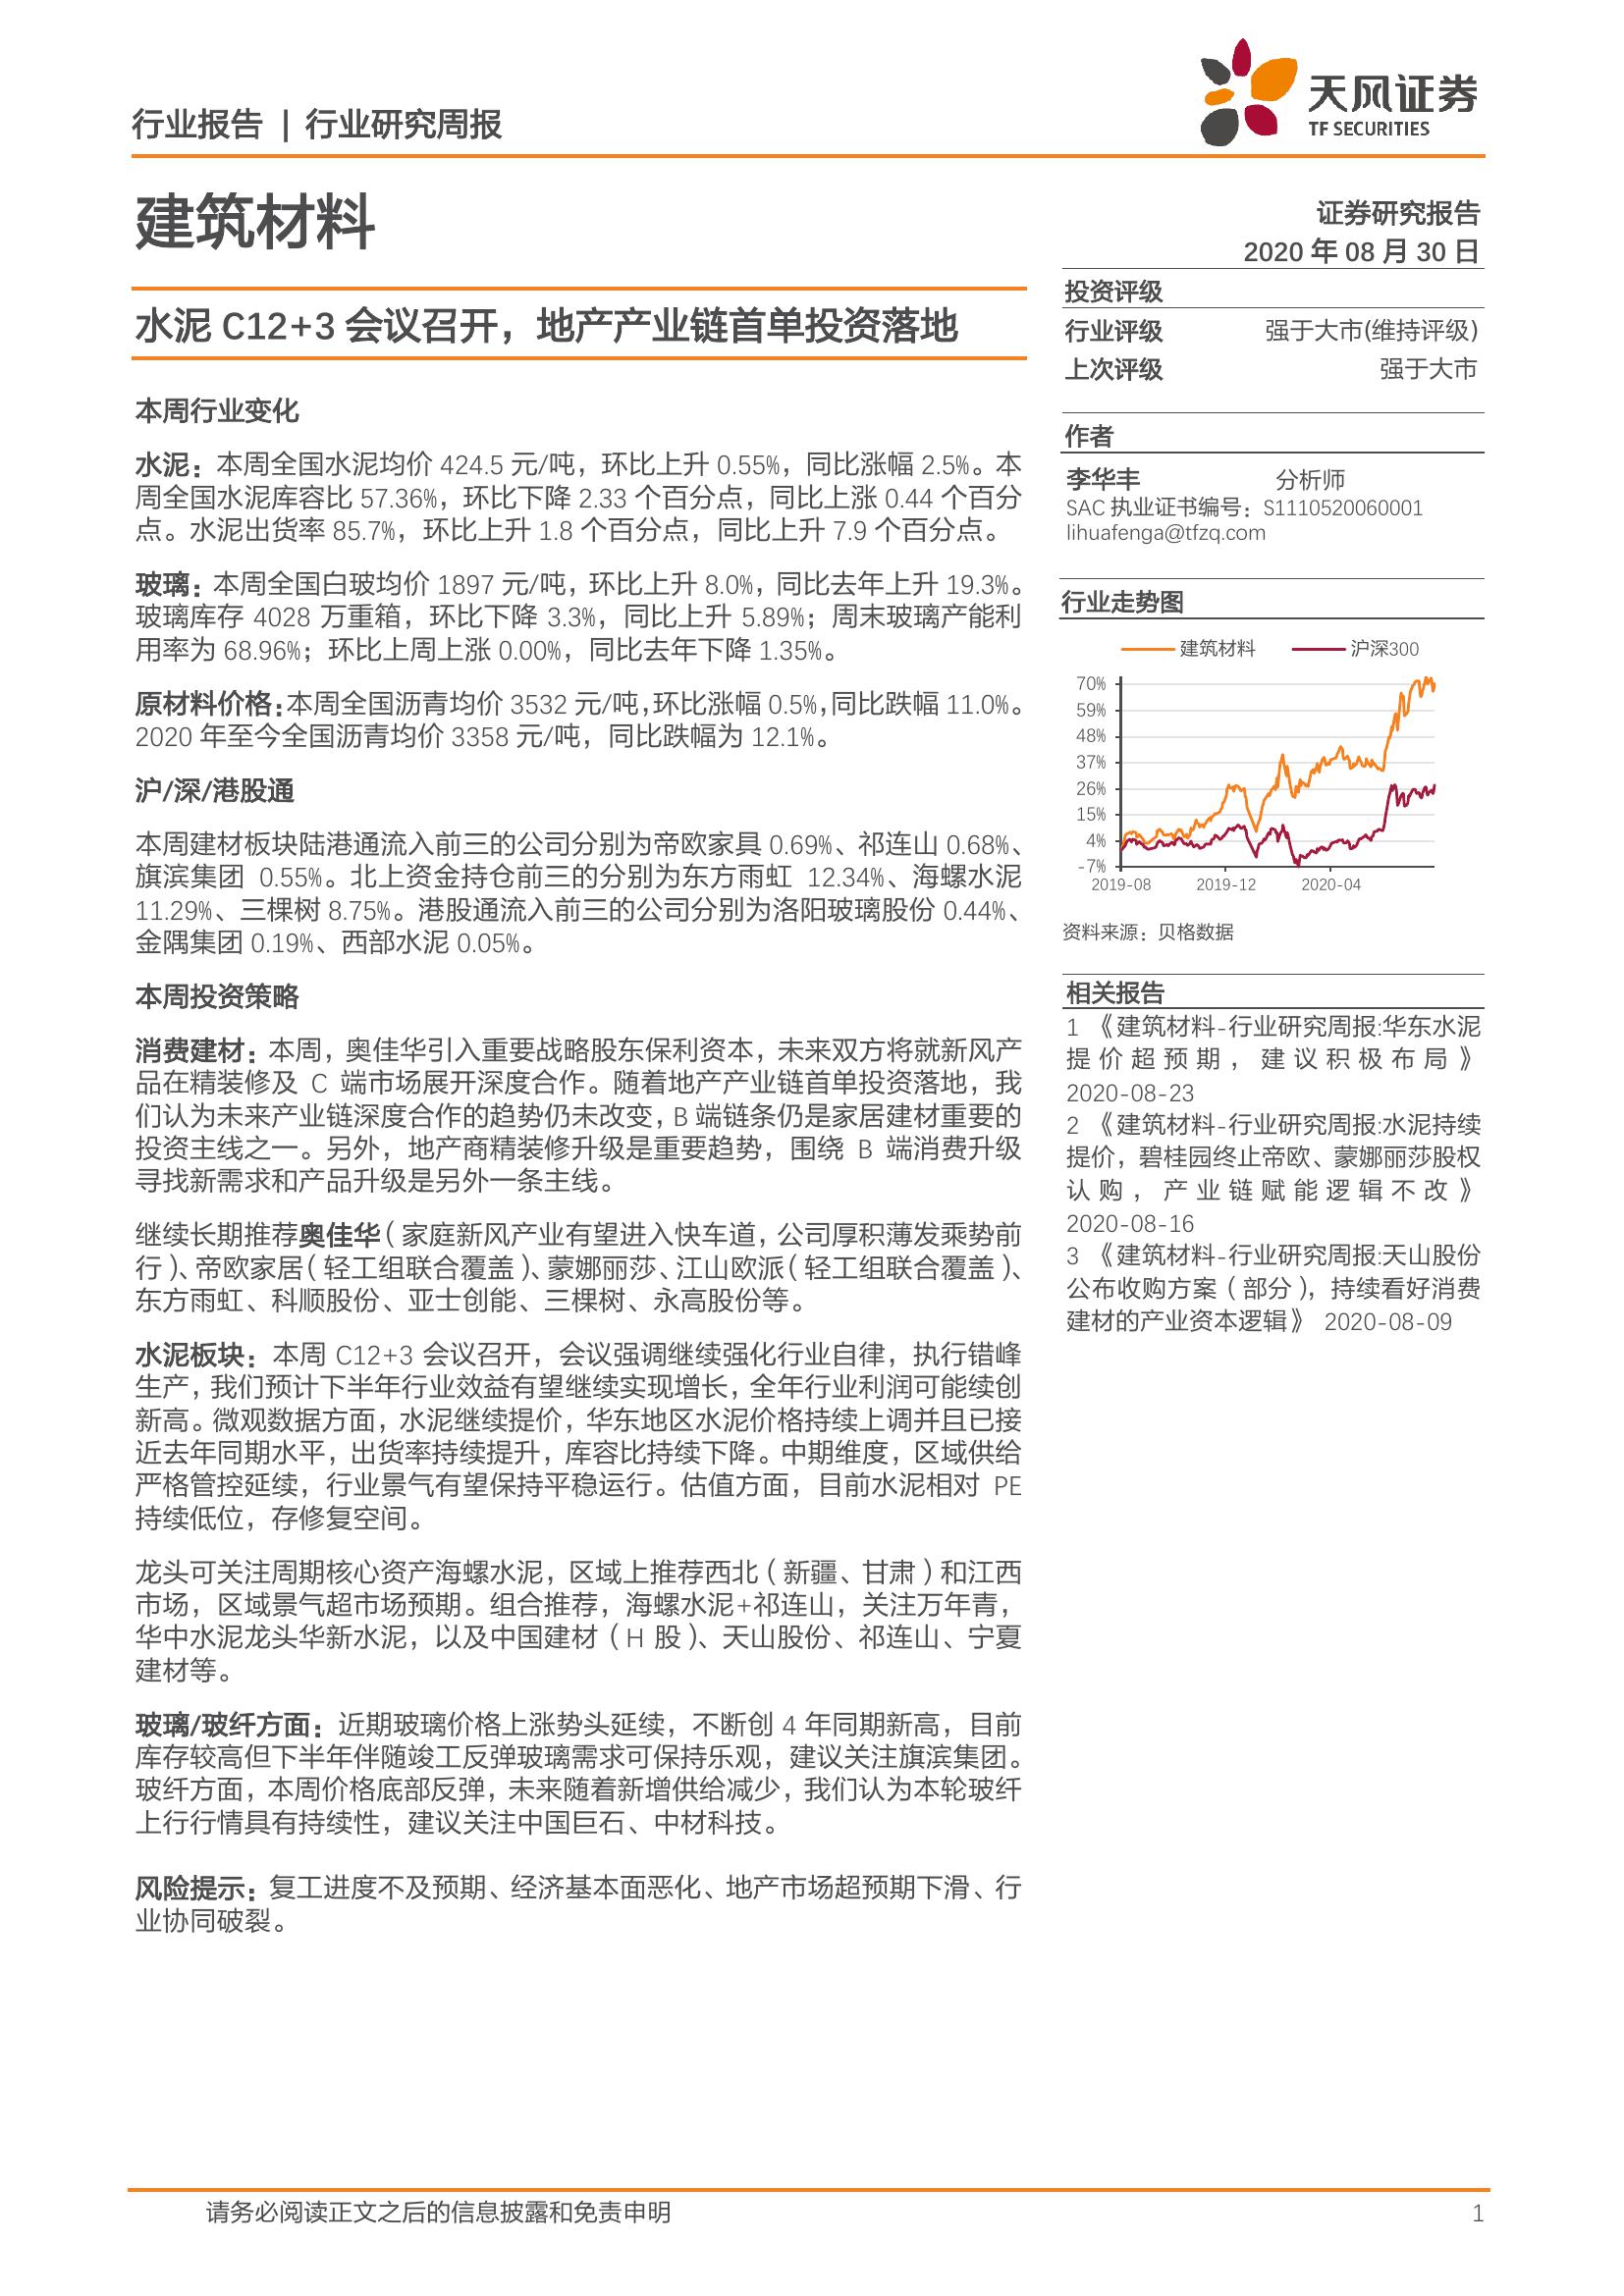 行业报告 | 行业研究周报
天风证券
TF SECURITIES
建筑材料
证券研究报告
2020 年 08 月 30 日
水泥 C12+3 会议召开，地产产业链首单投资落地
本周行业变化
水泥：本周全国水泥均价 424.5 元/吨，环比上升 0.55%，同比涨幅 2.5%。本
周全国水泥库容比 57.36%，环比下降 2.33 个百分点，同比上涨 0.44 个百分
点。水泥出货率 85.7%，环比上升 1.8 个百分点，同比上升 7.9 个百分点。
玻璃：本周全国白玻均价 1897 元/吨，环比上升 8.0%，同比去年上升 19.3%。
玻璃库存 4028 万重箱，环比下降 3.3%，同比上升 5.89%；周末玻璃产能利
用率为 68.96%；环比上周上涨 0.00%，同比去年下降 1.35%。
原材料价格：本周全国沥青均价 3532 元/吨，环比涨幅 0.5%，同比跌幅 11.0%。
2020 年至今全国沥青均价 3358 元/吨，同比跌幅为 12.1%。
沪/深/港股通
本周建材板块陆港通流入前三的公司分别为帝欧家具 0.69%、祁连山 0.68%、
旗滨集团 0.55%。北上资金持仓前三的分别为东方雨虹 12.34%、海螺水泥
11.29%、三棵树 8.75%。港股通流入前三的公司分别为洛阳玻璃股份 0.44%、
金隅集团 0.19%、西部水泥 0.05%。
本周投资策略
消费建材：本周，奥佳华引入重要战略股东保利资本，未来双方将就新风产
品在精装修及 C 端市场展开深度合作。随着地产产业链首单投资落地，我
们认为未来产业链深度合作的趋势仍未改变，B 端链条仍是家居建材重要的
投资主线之一。另外，地产商精装修升级是重要趋势，围绕 B 端消费升级
寻找新需求和产品升级是另外一条主线。
继续长期推荐奥佳华（家庭新风产业有望进入快车道，公司厚积薄发乘势前
行）、帝欧家居（轻工组联合覆盖）、蒙娜丽莎、江山欧派（轻工组联合覆盖）、
东方雨虹、科顺股份、亚士创能、三棵树、永高股份等。
水泥板块：本周 C12+3 会议召开，会议强调继续强化行业自律，执行错峰
生产，我们预计下半年行业效益有望继续实现增长，全年行业利润可能续创
新高。微观数据方面，水泥继续提价，华东地区水泥价格持续上调并且已接
近去年同期水平，出货率持续提升，库容比持续下降。中期维度，区域供给
严格管控延续，行业景气有望保持平稳运行。估值方面，目前水泥相对 PE
持续低位，存修复空间。
龙头可关注周期核心资产海螺水泥，区域上推荐西北（新疆、甘肃）和江西
市场，区域景气超市场预期。组合推荐，海螺水泥+祁连山，关注万年青，
华中水泥龙头华新水泥，以及中国建材（H 股）、天山股份、祁连山、宁夏
建材等。
玻璃/玻纤方面：近期玻璃价格上涨势头延续，不断创 4 年同期新高，目前
库存较高但下半年伴随竣工反弹玻璃需求可保持乐观，建议关注旗滨集团。
玻纤方面，本周价格底部反弹，未来随着新增供给减少，我们认为本轮玻纤
上行行情具有持续性，建议关注中国巨石、中材科技。
风险提示：复工进度不及预期、经济基本面恶化、地产市场超预期下滑、行
业协同破裂。
投资评级
行业评级 强于大市(维持评级)
上次评级 强于大市
作者
李华丰 分析师
SAC 执业证书编号：S1110520060001
lihuafenga@tfzq.com
行业走势图
建筑材料 沪深300
70%
59%
48%
37%
26%
15%
4%
-7%
2019-08 2019-12 2020-04
资料来源：贝格数据
相关报告
1 《建筑材料-行业研究周报:华东水泥
提价超预期，建议积极布局》
2020-08-23
2 《建筑材料-行业研究周报:水泥持续
提价，碧桂园终止帝欧、蒙娜丽莎股权
认购，产业链赋能逻辑不改》
2020-08-16
3 《建筑材料-行业研究周报:天山股份
公布收购方案（部分），持续看好消费
建材的产业资本逻辑》 2020-08-09
请务必阅读正文之后的信息披露和免责申明 1